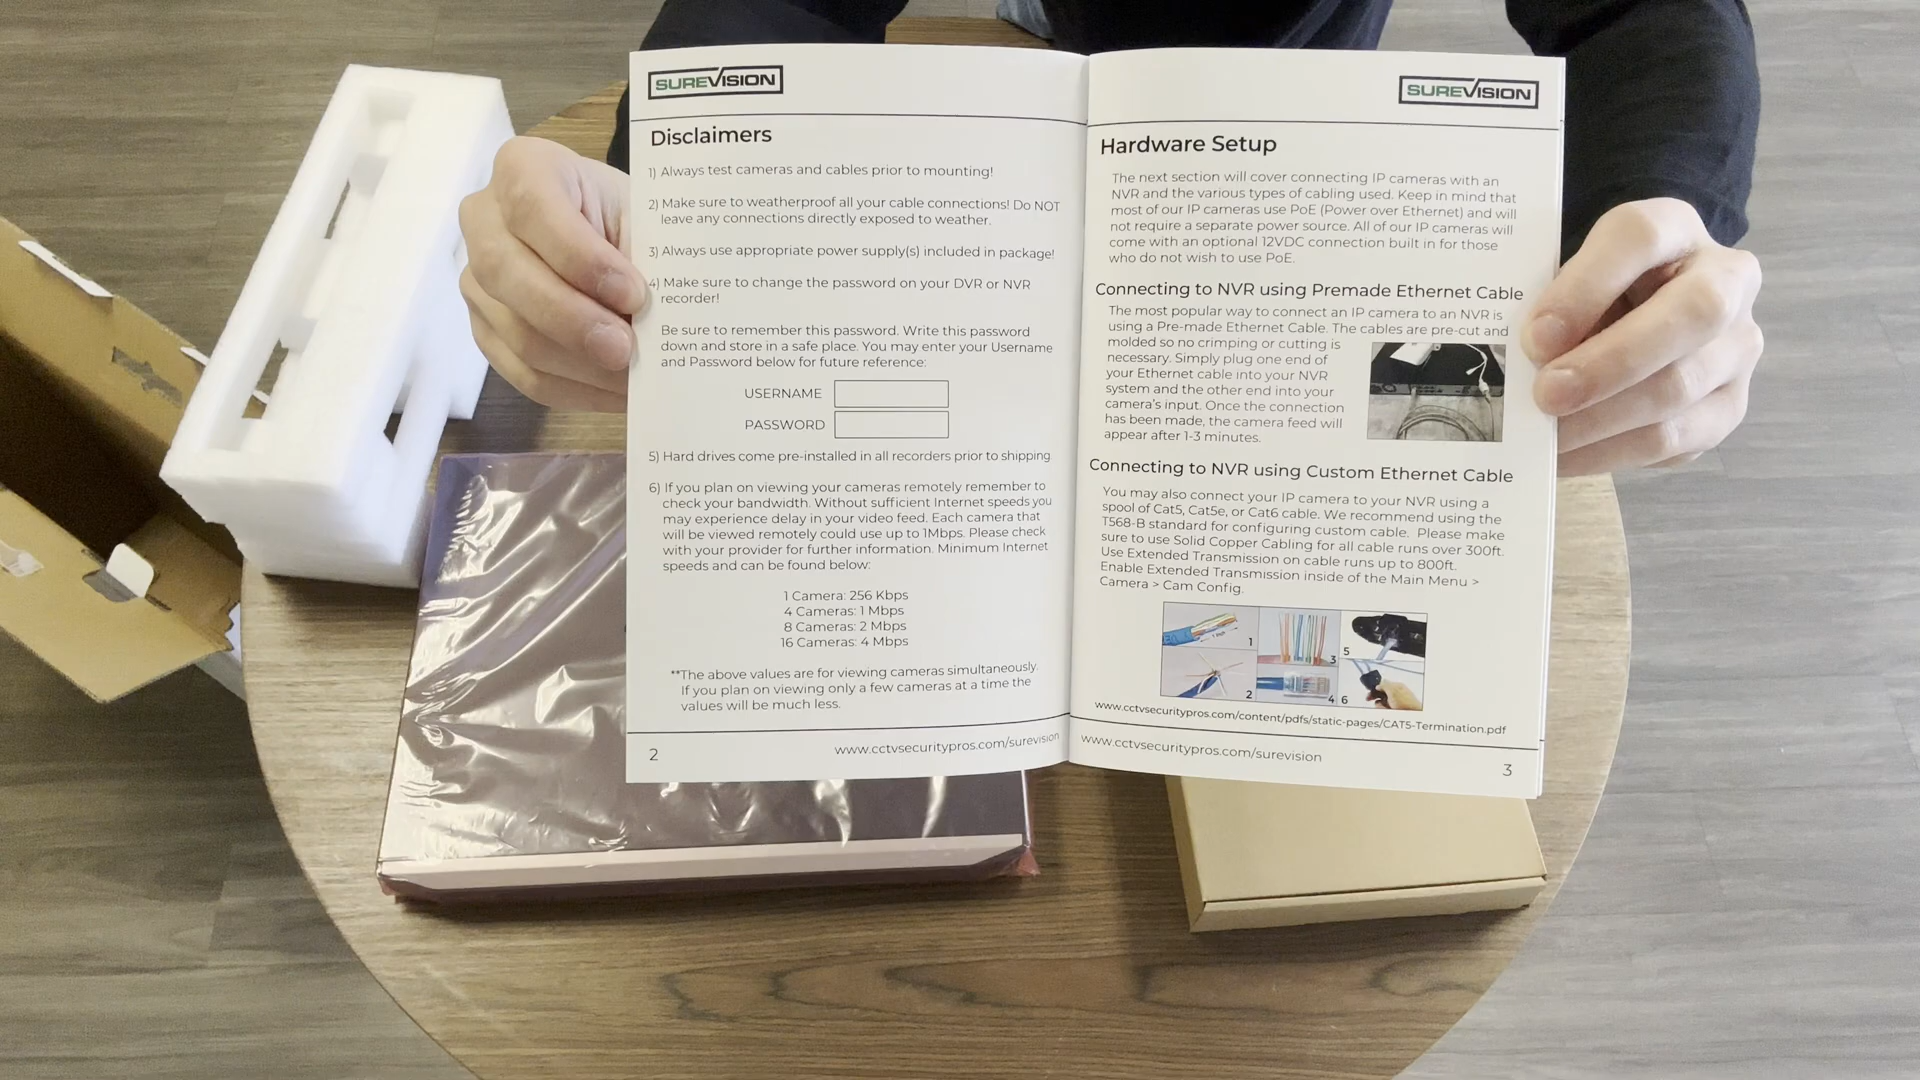 SUREVISION
Disclaimers
1) Always test cameras and cables prior to mounting!
2) Make sure to weatherproof all your cable connections! Do NOT
leave any connections directly exposed to weather.
3) Always use appropriate power supply(s) included in package!
4) Make sure to change the password on your DVR or NVR
recorder!
Be sure to remember this password. Write this password
down and store in a safe place. You may enter your Username
and Password below for future reference:
USERNAME
PASSWORD
5) Hard drives come pre-installed in all recorders prior to shipping
6) If you plan on viewing your cameras remotely remember to
check your bandwidth. Without sufficient Internet speeds you
may experience delay in your video feed. Each camera that
will be viewed remotely could use up to 1Mbps. Please check
with your provider for further information. Minimum Internet
speeds and can be found below:
1 Camera: 256 Kbps
4 Cameras: 1 Mbps
8 Cameras: 2 Mbps
16 Cameras: 4 Mbps
**The above values are for viewing cameras simultaneously.
If you plan on viewing only a few cameras at a time the
values will be much less.
2
www.cctvsecuritypros.com/surevision
SUREVISION
Hardware Setup
The next section will cover connecting IP cameras with an
NVR and the various types of cabling used. Keep in mind that
most of our IP cameras use PoE (Power over Ethernet) and will
not require a separate power source. All of our IP cameras will
come with an optional 12VDC connection built in for those
who do not wish to use PoE.
Connecting to NVR using Premade Ethernet Cable
The most popular way to connect an IP camera to an NVR is
using a Pre-made Ethernet Cable. The cables are pre-cut and
molded so no crimping or cutting is
necessary. Simply plug one end of
your Ethernet cable into your NVR
system and the other end into your
camera's input. Once the connection
has been made, the camera feed will
appear after 1-3 minutes.
Connecting to NVR using Custom Ethernet Cable
You may also connect your IP camera to your NVR using a
spool of Cat5, Cat5e, or Cat6 cable. We recommend using the
T568-B standard for configuring custom cable. Please make
sure to use Solid Copper Cabling for all cable runs over 300ft.
Use Extended Transmission on cable runs up to 800ft.
Enable Extended Transmission inside of the Main Menu >
Camera > Cam Config.
1
3
5
2
4
6
www.cctvsecuritypros.com/content/pdfs/static-pages/CAT5-Termination.pdf
www.cctvsecuritypros.com/surevision
3